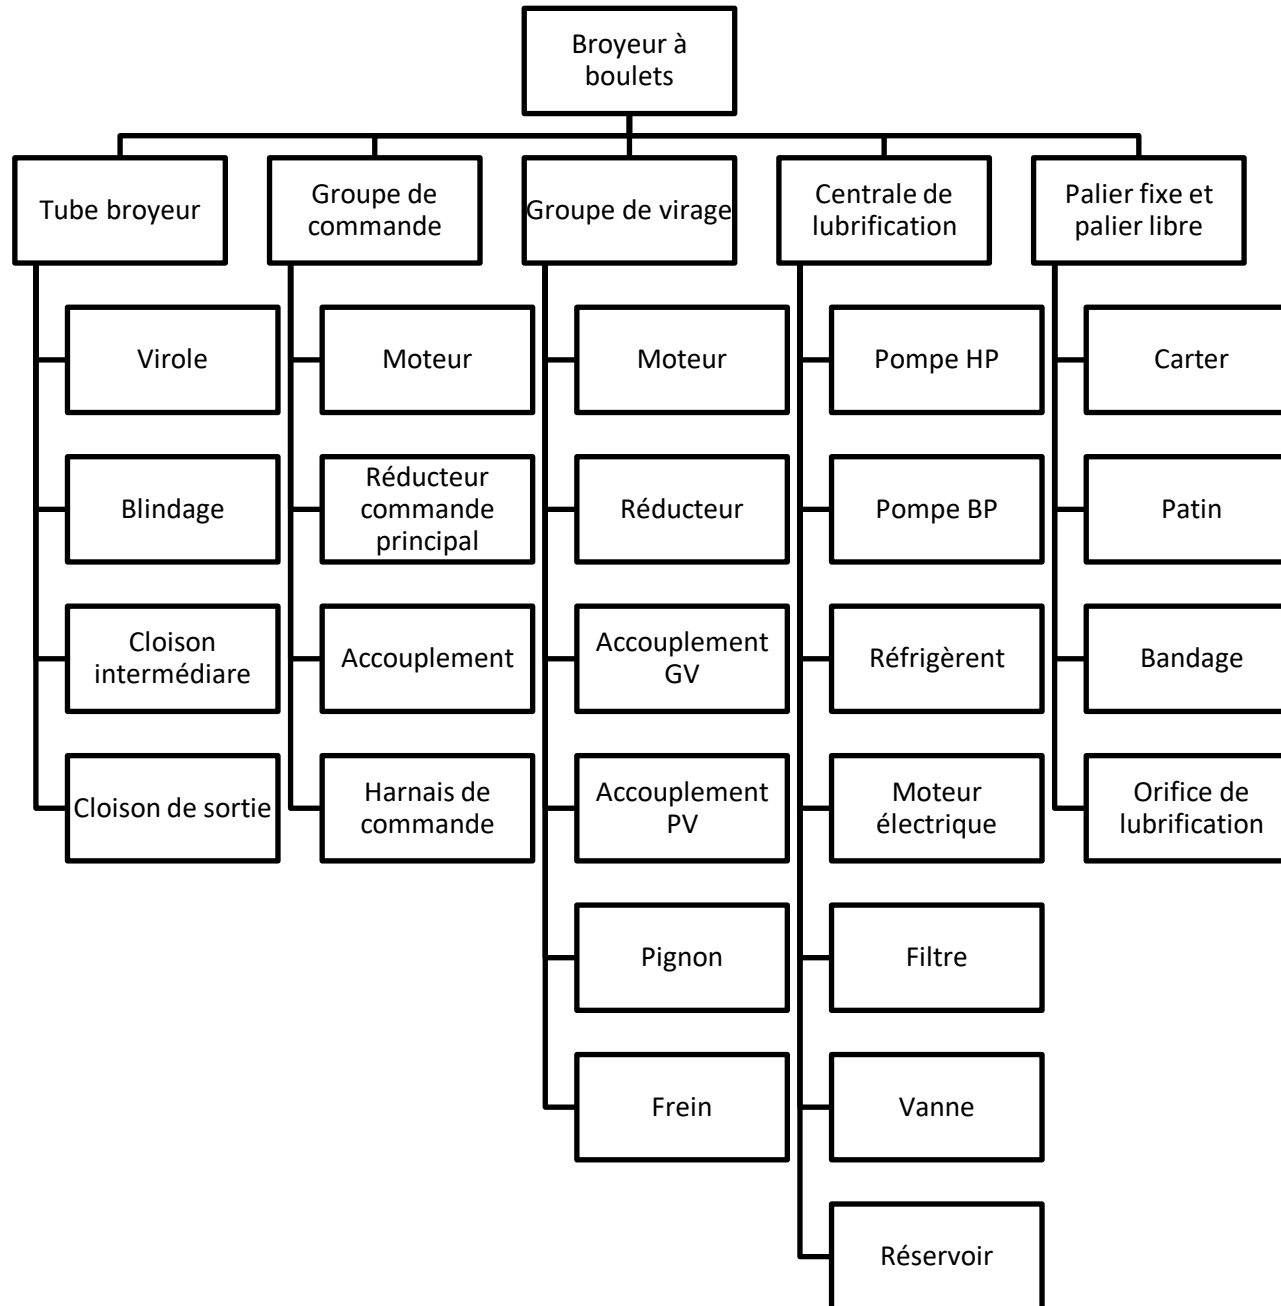 Broyeur à
boulets
Tube broyeur
Groupe de
commande
Groupe de virage
Centrale de
lubrification
Palier fixe et
palier libre
Virole
Moteur
Moteur
Pompe HP
Carter
Blindage
Réducteur
commande
principal
Réducteur
Pompe BP
Patin
Cloison
intermédiare
Accouplement
Accouplement
GV
Réfrigèrent
Bandage
Cloison de sortie
Harnais de
commande
Accouplement
PV
Moteur
électrique
Orifice de
lubrification
Pignon
Filtre
Frein
Vanne
Réservoir